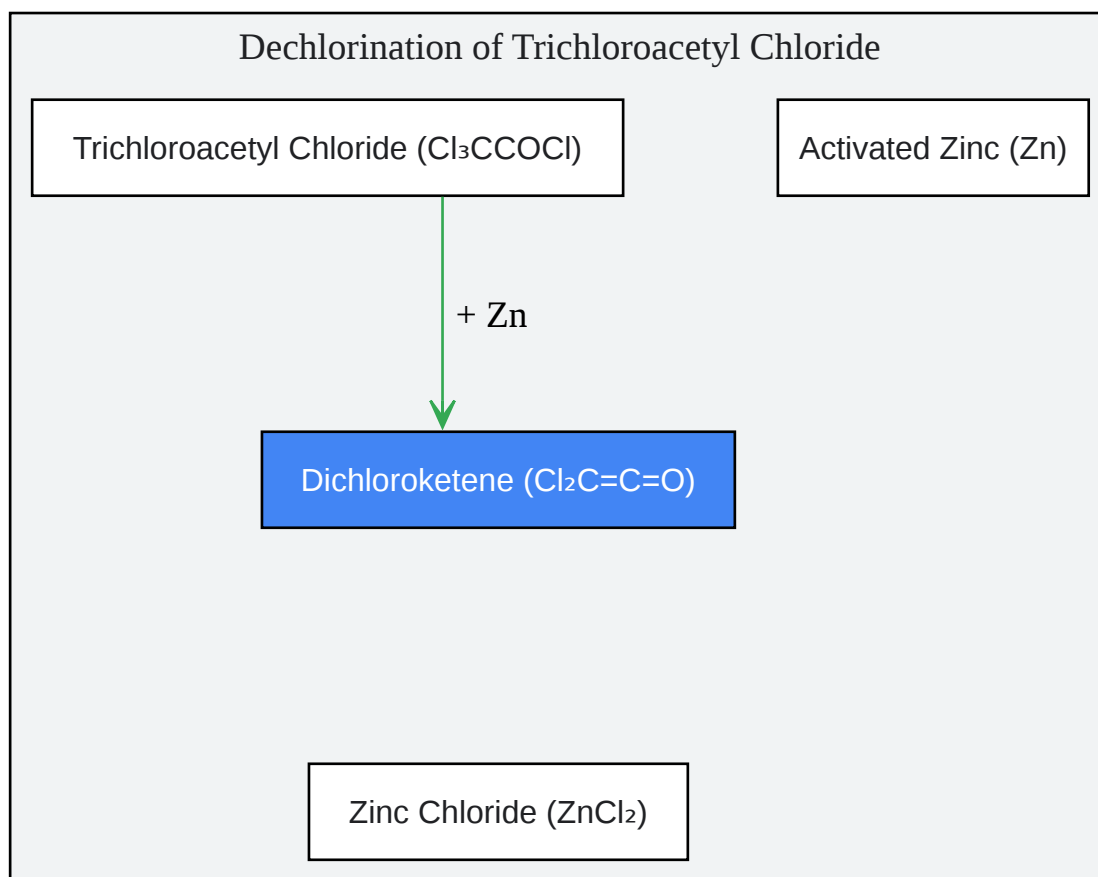 Dechlorination of Trichloroacetyl Chloride
Trichloroacetyl Chloride (Cl₃CCOCl)
Activated Zinc (Zn)
+ Zn
Dichloroketene (Cl₂C=C=O)
Zinc Chloride (ZnCl₂)